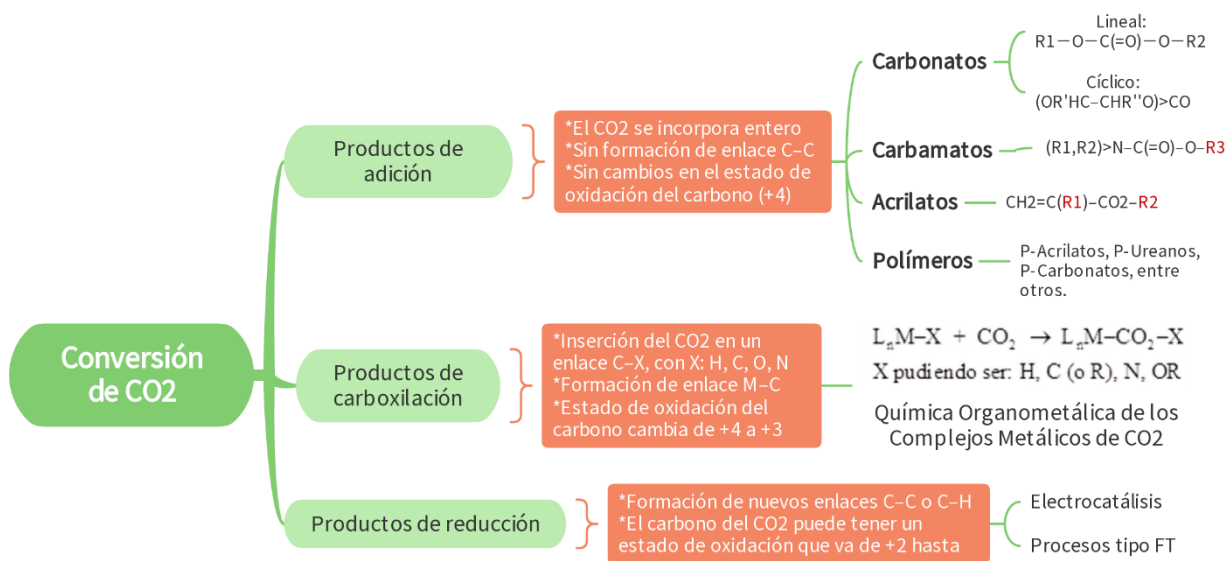 Conversión
de CO2
Productos de
adición
*El CO2 se incorpora entero
*Sin formación de enlace C–C
*Sin cambios en el estado de
oxidación del carbono (+4)
Carbonatos
Lineal:
R1—O—C(=O)—O—R2
Cíclico:
(OR'HC–CHR''O)>CO
Carbamatos
(R1,R2)>N–C(=O)–O–R3
Acrilatos
CH2=C(R1)–CO2–R2
Polímeros
P-Acrilatos, P-Ureanos,
P-Carbonatos, entre
otros.
Productos de
carboxilación
*Inserción del CO2 en un
enlace C–X, con X: H, C, O, N
*Formación de enlace M–C
*Estado de oxidación del
carbono cambia de +4 a +3
LₙM–X + CO₂ → LₙM–CO₂–X
X pudiendo ser: H, C (o R), N, OR
Química Organometálica de los
Complejos Metálicos de CO2
Productos de reducción
*Formación de nuevos enlaces C–C o C–H
*El carbono del CO2 puede tener un
estado de oxidación que va de +2 hasta
Electrocatálisis
Procesos tipo FT